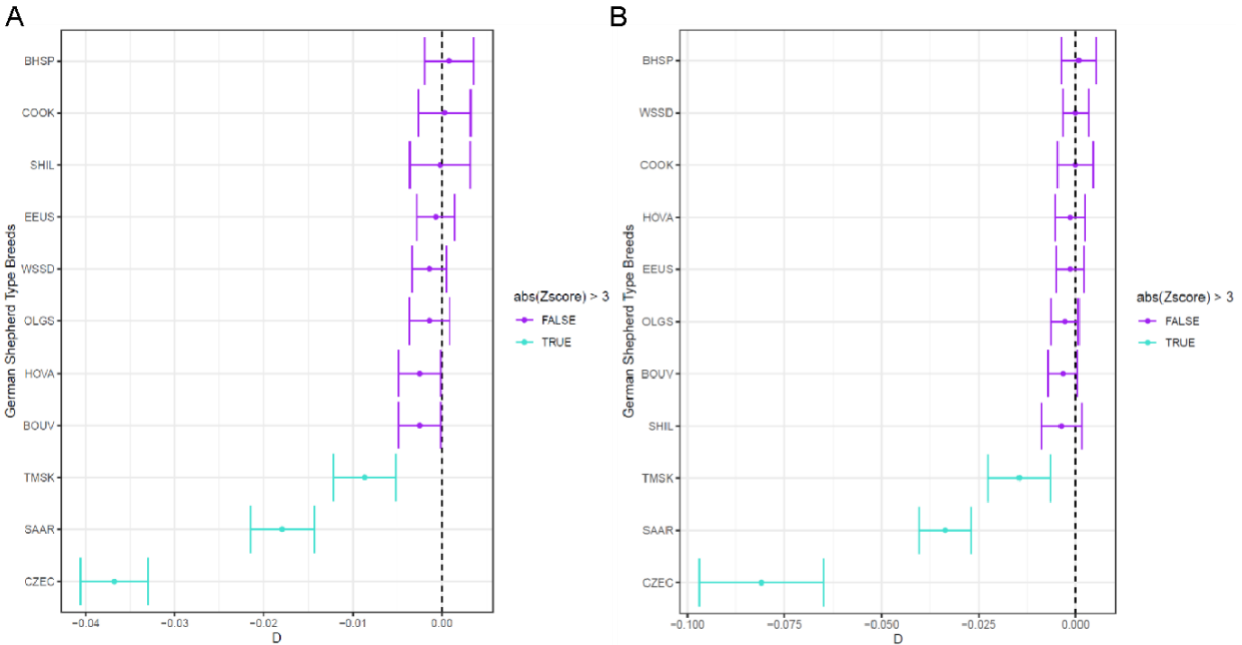 A
German Shepherd Type Breeds
BHSP
COOK
SHIL
EEUS
WSSD
OLGS
HOVA
BOUV
TMSK
SAAR
CZEC
−0.04 −0.03 −0.02 −0.01 0.00
D
abs(Zscore) > 3
FALSE
TRUE
B
German Shepherd Type Breeds
BHSP
WSSD
COOK
HOVA
EEUS
OLGS
BOUV
SHIL
TMSK
SAAR
CZEC
−0.100 −0.075 −0.050 −0.025 0.000
D
abs(Zscore) > 3
FALSE
TRUE